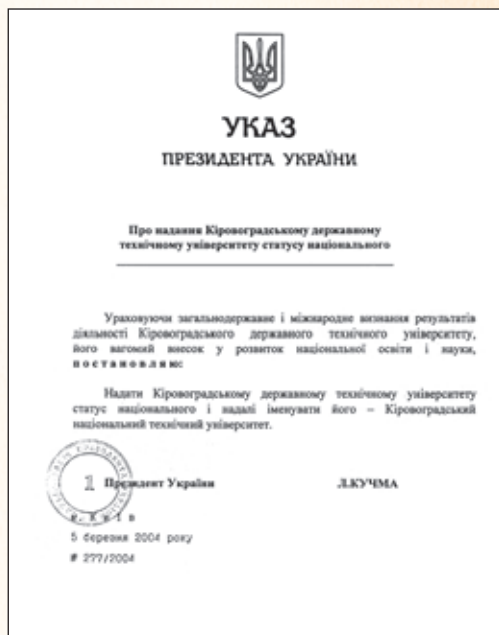 УКАЗ
ПРЕЗИДЕНТА УКРАЇНИ
Про надання Кіровоградському державному
технічному університету статусу національного
Ураховуючи загальнодержавне і міжнародне визнання результатів
діяльності Кіровоградського державного технічного університету,
його вагомий внесок у розвиток національної освіти і науки,
постановляю:
Надати Кіровоградському державному технічному університету
статус національного і надалі іменувати його – Кіровоградський
національний технічний університет.
1 Президент України Л.КУЧМА
м. Київ
5 березня 2004 року
№ 277/2004